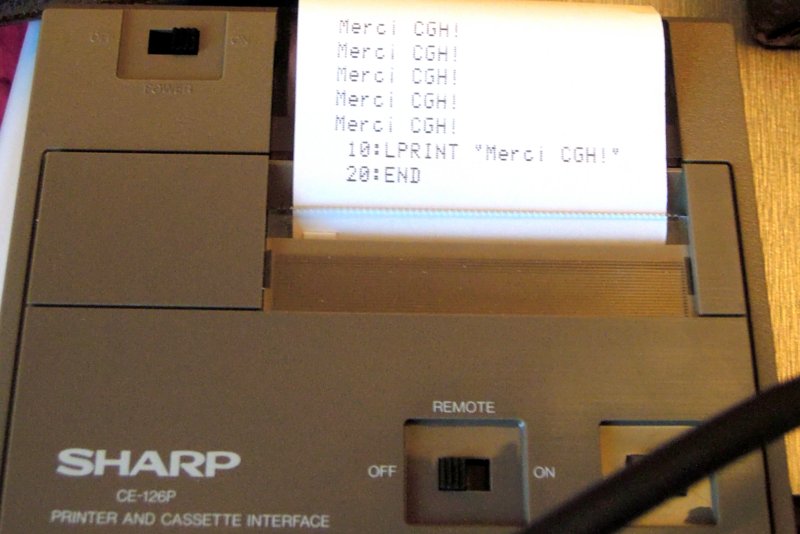 Merci CGH!
Merci CGH!
Merci CGH!
Merci CGH!
Merci CGH!
10:LPRINT "Merci CGH!"
20:END
POWER
REMOTE
OFF
ON
SHARP
CE-126P
PRINTER AND CASSETTE INTERFACE